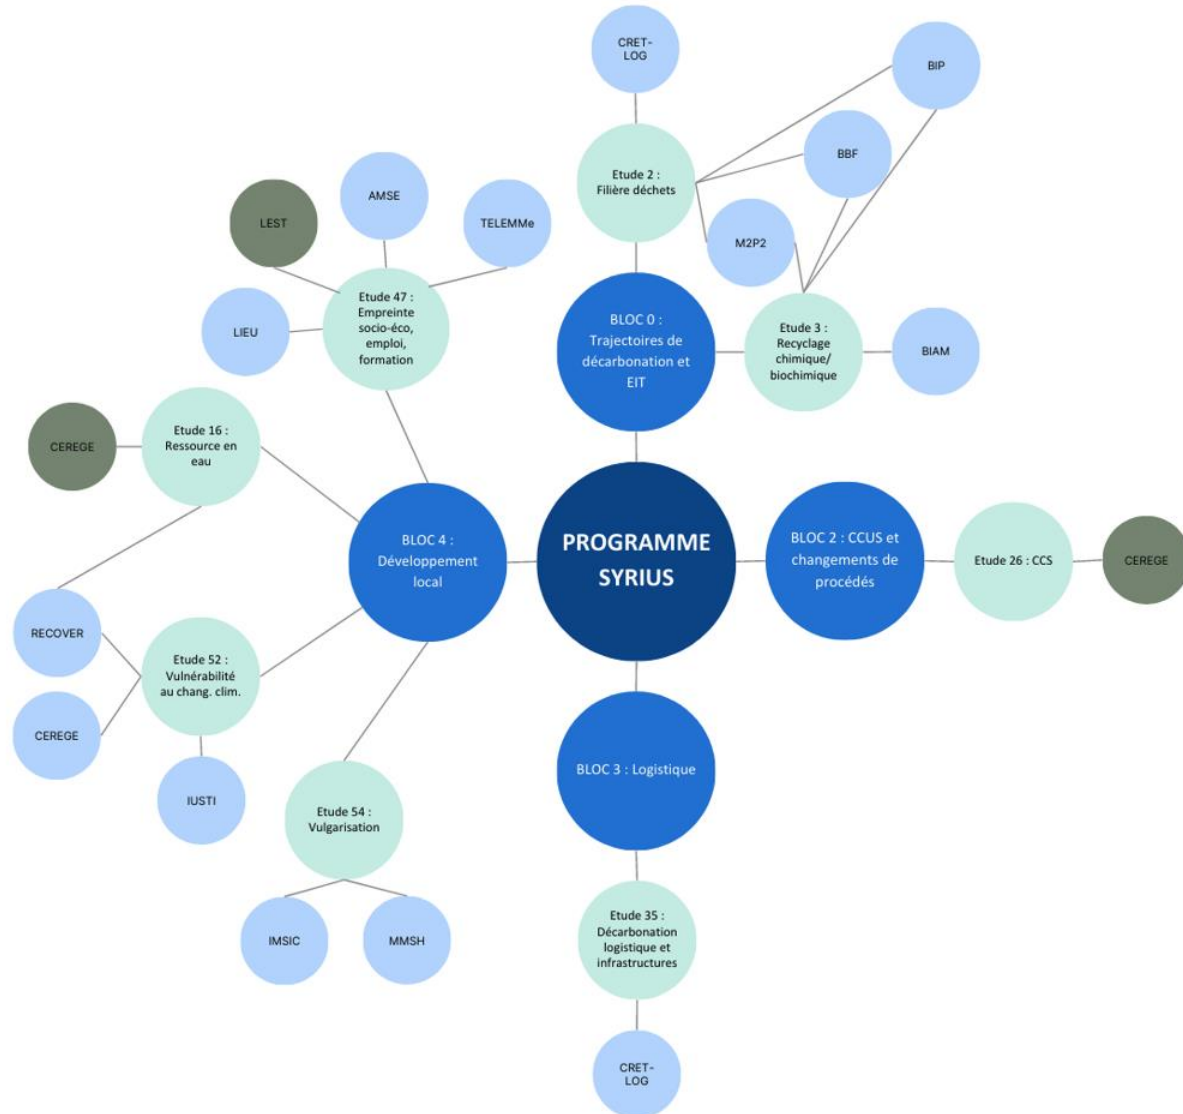 CRET-
LOG
BIP
Etude 2 :
Filière déchets
BBF
M2P2
AMSE
LEST
TELEMMe
LIEU
Etude 47 :
Empreinte
socio-éco,
emploi,
formation
BLOC 0 :
Trajectoires de
décarbonation et
EIT
Etude 3 :
Recyclage
chimique/
biochimique
BIAM
CEREGE
Etude 16 :
Ressource en
eau
BLOC 4 :
Développement
local
PROGRAMME
SYRIUS
BLOC 2 : CCUS et
changements de
procédés
Etude 26 : CCS
CEREGE
RECOVER
Etude 52 :
Vulnérabilité
au chang. clim.
CEREGE
IUSTI
BLOC 3 : Logistique
Etude 54 :
Vulgarisation
IMSIC
MMSH
Etude 35 :
Décarbonation
logistique et
infrastructures
CRET-
LOG